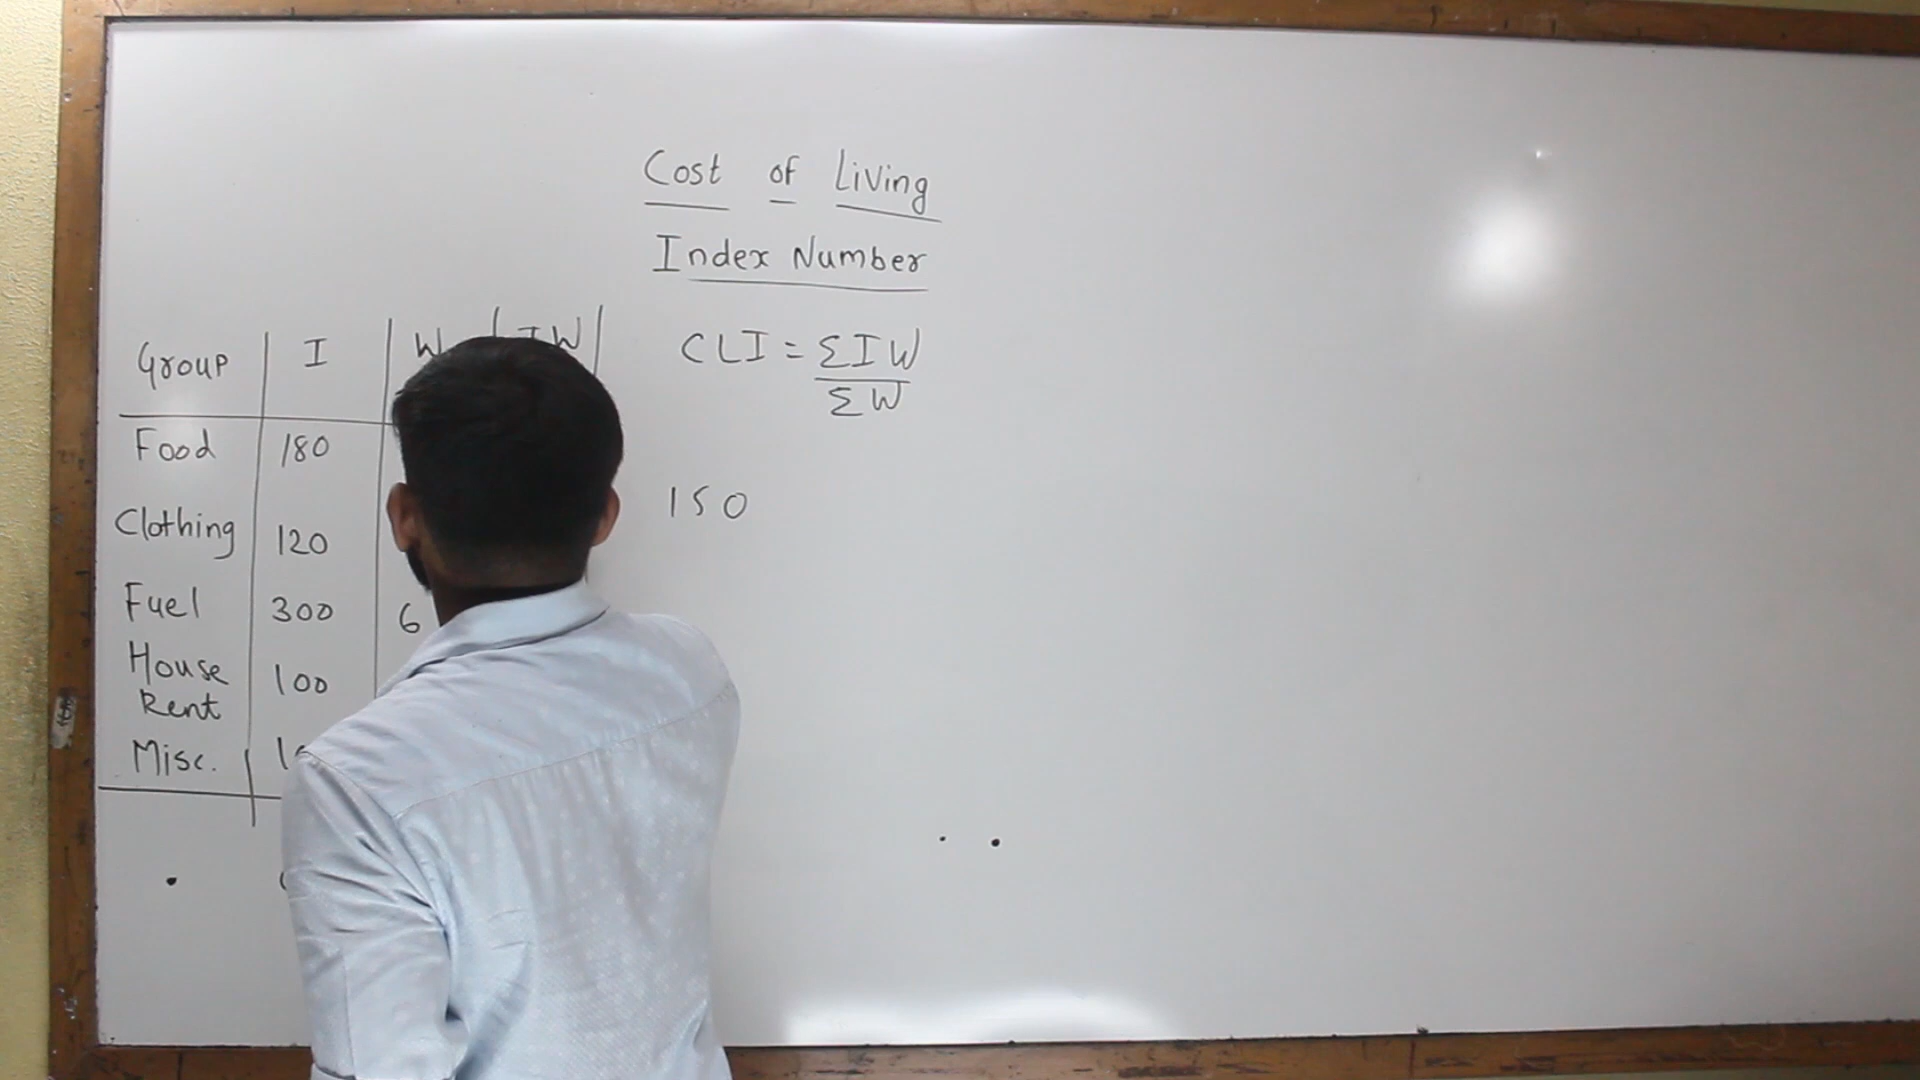 Cost of Living
Index Number
Group I W IW
CLI = ΣIW
ΣW
Food 180
150
Clothing 120
Fuel 300 6
House
Rent 100
Misc.